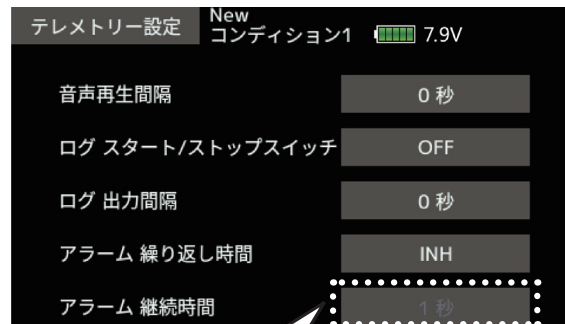 テレメトリー設定
New
コンディション1
7.9V
音声再生間隔 0 秒
ログ スタート/ストップスイッチ OFF
ログ 出力間隔 0 秒
アラーム 繰り返し時間 INH
アラーム 継続時間 1 秒